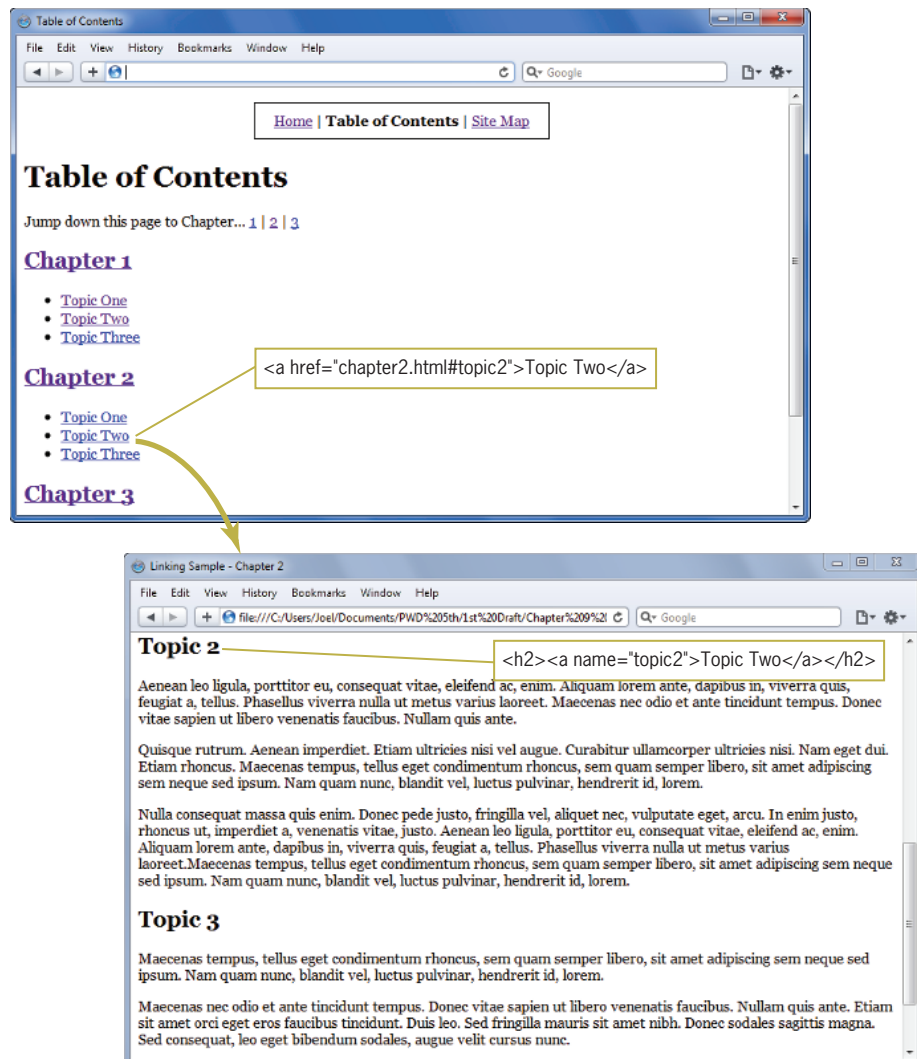 Table of Contents
File Edit View History Bookmarks Window Help
Google
Home | Table of Contents | Site Map
Table of Contents
Jump down this page to Chapter... 1 | 2 | 3
Chapter 1
• Topic One
• Topic Two
• Topic Three
<a href="chapter2.html#topic2">Topic Two</a>
Chapter 2
• Topic One
• Topic Two
• Topic Three
Chapter 3
Linking Sample - Chapter 2
File Edit View History Bookmarks Window Help
file:///C:/Users/Joel/Documents/PWD%205th/1st%20Draft/Chapter%209%2
Google
Topic 2
<h2><a name="topic2">Topic Two</a></h2>
Aenean leo ligula, porttitor eu, consequat vitae, eleifend ac, enim. Aliquam lorem ante, dapibus in, viverra quis,
feugiat a, tellus. Phasellus viverra nulla ut metus varius laoreet. Maecenas nec odio et ante tincidunt tempus. Donec
vitae sapien ut libero venenatis faucibus. Nullam quis ante.
Quisque rutrum. Aenean imperdiet. Etiam ultricies nisi vel augue. Curabitur ullamcorper ultricies nisi. Nam eget dui.
Etiam rhoncus. Maecenas tempus, tellus eget condimentum rhoncus, sem quam semper libero, sit amet adipiscing
sem neque sed ipsum. Nam quam nunc, blandit vel, luctus pulvinar, hendrerit id, lorem.
Nulla consequat massa quis enim. Donec pede justo, fringilla vel, aliquet nec, vulputate eget, arcu. In enim justo,
rhoncus ut, imperdiet a, venenatis vitae, justo. Aenean leo ligula, porttitor eu, consequat vitae, eleifend ac, enim.
Aliquam lorem ante, dapibus in, viverra quis, feugiat a, tellus. Phasellus viverra nulla ut metus varius
laoreet.Maecenas tempus, tellus eget condimentum rhoncus, sem quam semper libero, sit amet adipiscing sem neque
sed ipsum. Nam quam nunc, blandit vel, luctus pulvinar, hendrerit id, lorem.
Topic 3
Maecenas tempus, tellus eget condimentum rhoncus, sem quam semper libero, sit amet adipiscing sem neque sed
ipsum. Nam quam nunc, blandit vel, luctus pulvinar, hendrerit id, lorem.
Maecenas nec odio et ante tincidunt tempus. Donec vitae sapien ut libero venenatis faucibus. Nullam quis ante. Etiam
sit amet orci eget eros faucibus tincidunt. Duis leo. Sed fringilla mauris sit amet nibh. Donec sodales sagittis magna.
Sed consequat, leo eget bibendum sodales, augue velit cursus nunc.